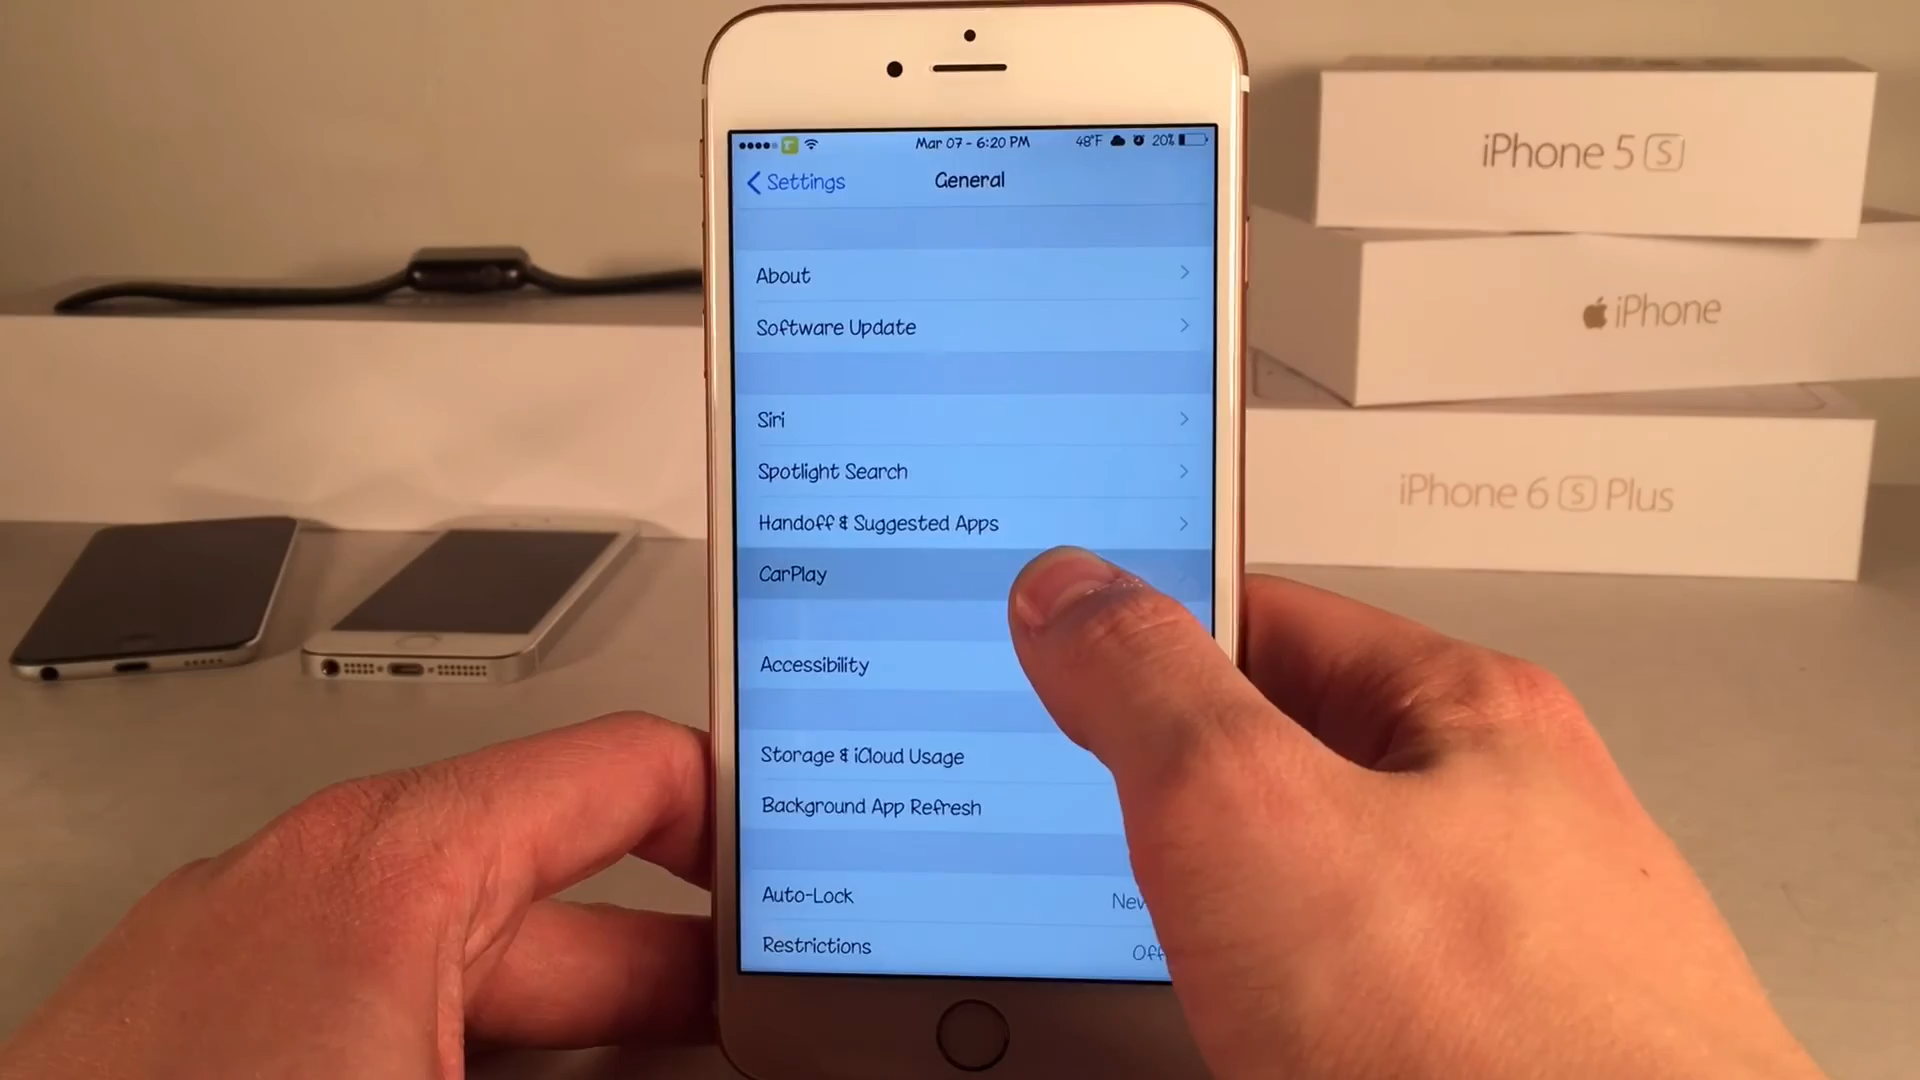 Mar 07 - 6:20 PM
48°F
20%
Settings
General
About
Software Update
Siri
Spotlight Search
Handoff & Suggested Apps
CarPlay
Accessibility
Storage & iCloud Usage
Background App Refresh
Auto-Lock
Restrictions
iPhone 5 S
iPhone
iPhone 6 S Plus